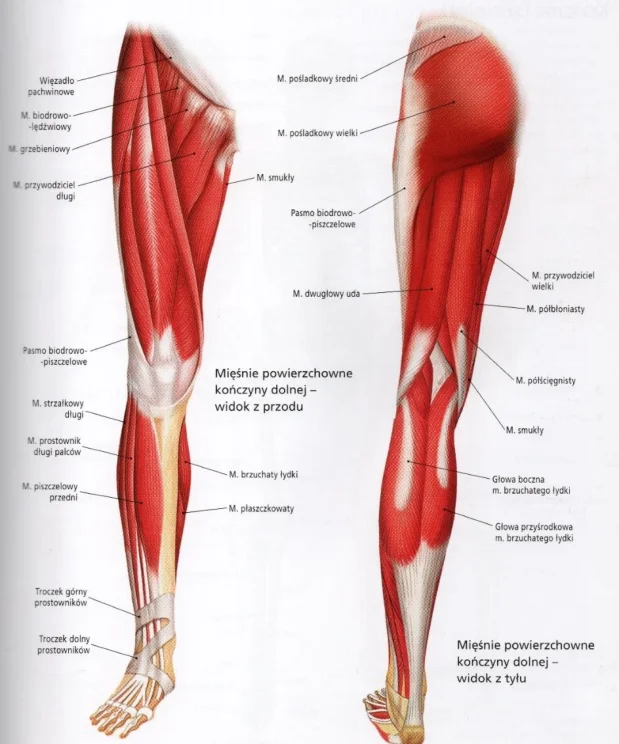 Więzadło
pachwinowe
M. biodrowo-
-lędźwiowy
M. grzebieniowy
M. przywodziciel
długi
M. smukły
Pasmo biodrowo-
-piszczelowe
M. strzałkowy
długi
M. prostownik
długi palców
M. piszczelowy
przedni
M. brzuchaty łydki
M. płaszczkowaty
Troczek górny
prostowników
Troczek dolny
prostowników
Mięśnie powierzchowne
kończyny dolnej –
widok z przodu
M. pośladkowy średni
M. pośladkowy wielki
Pasmo biodrowo-
-piszczelowe
M. dwugłowy uda
M. przywodziciel
wielki
M. półbłoniasty
M. półścięgnisty
M. smukły
Głowa boczna
m. brzuchatego łydki
Głowa przyśrodkowa
m. brzuchatego łydki
Mięśnie powierzchowne
kończyny dolnej –
widok z tyłu